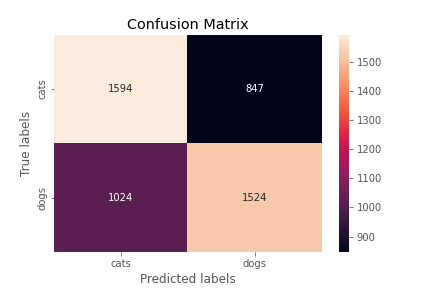 Confusion Matrix
True labels
cats
1594
847
dogs
1024
1524
cats
dogs
Predicted labels
1500
1400
1300
1200
1100
1000
900